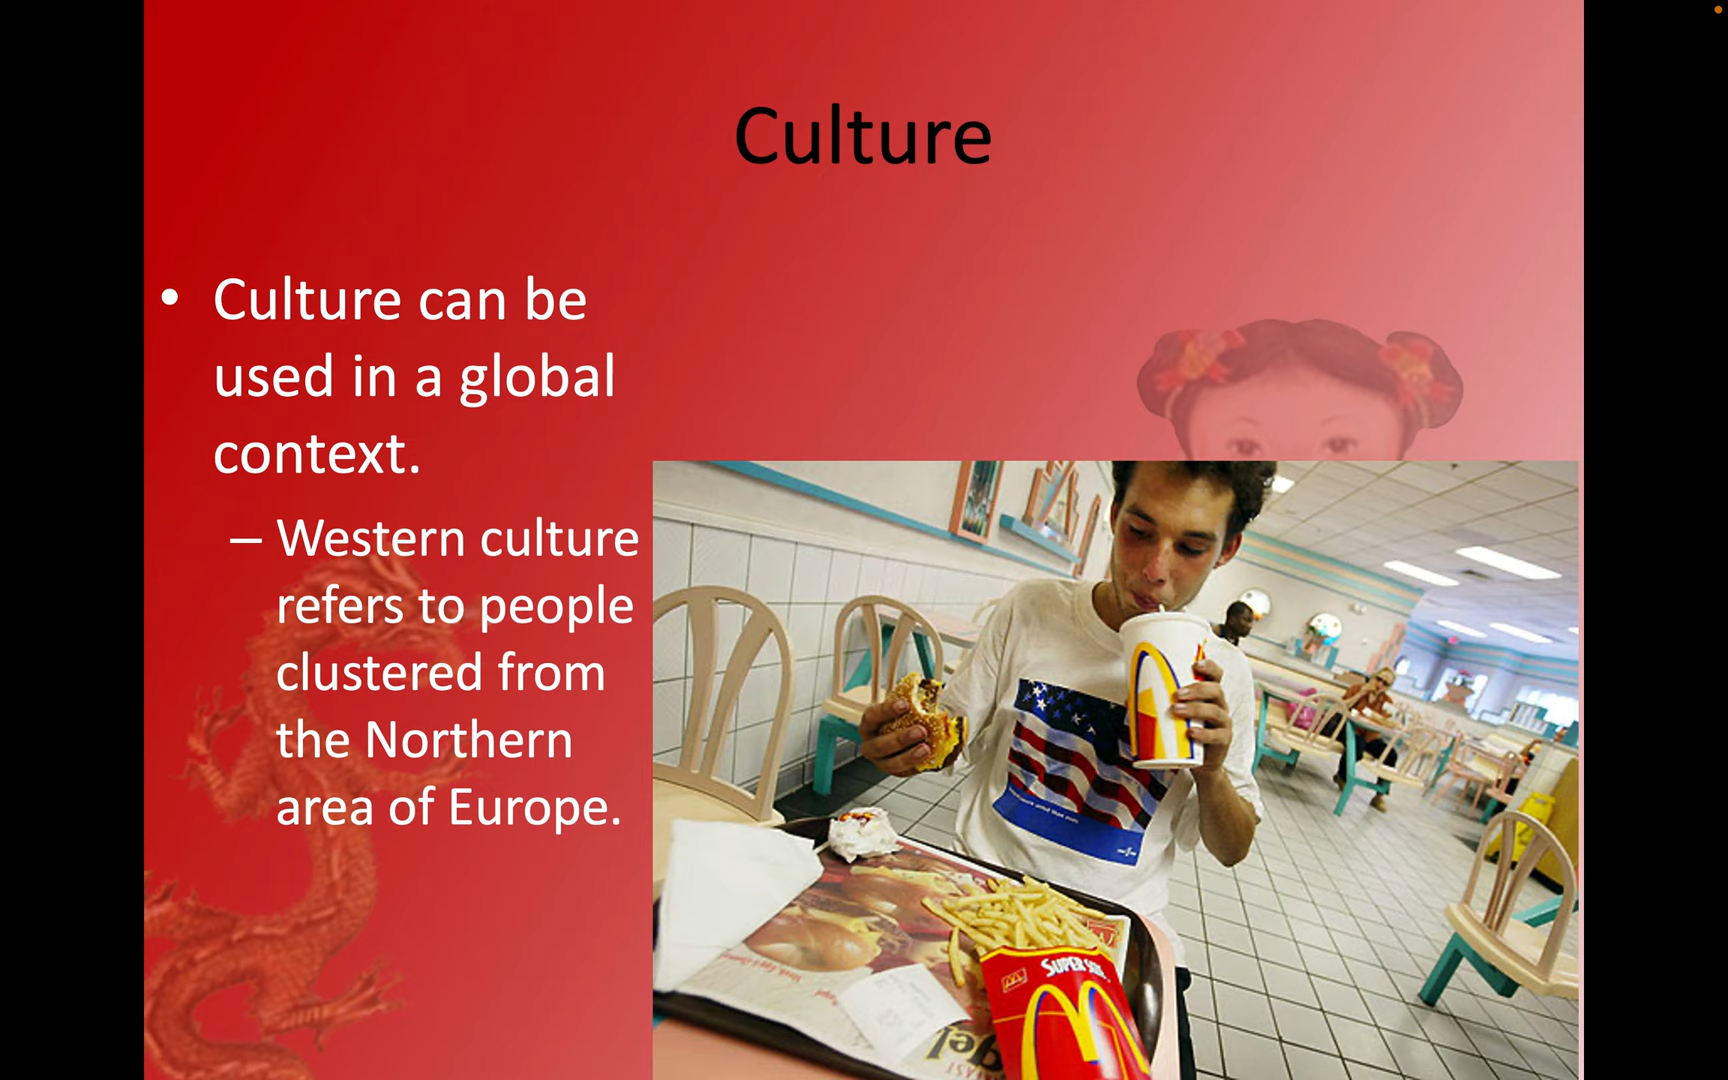 Culture
• Culture can be
used in a global
context.
– Western culture
refers to people
clustered from
the Northern
area of Europe.
SUPER